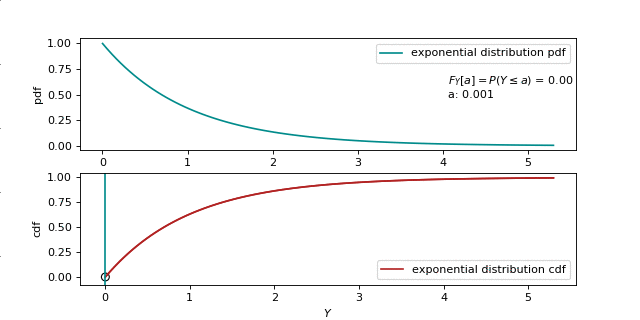 1.00
0.75
0.50
0.25
0.00
pdf
exponential distribution pdf
F_Y[a] = P(Y ≤ a) = 0.00
a: 0.001
0 1 2 3 4 5
1.00
0.75
0.50
0.25
0.00
cdf
exponential distribution cdf
0 1 2 3 4 5
Y